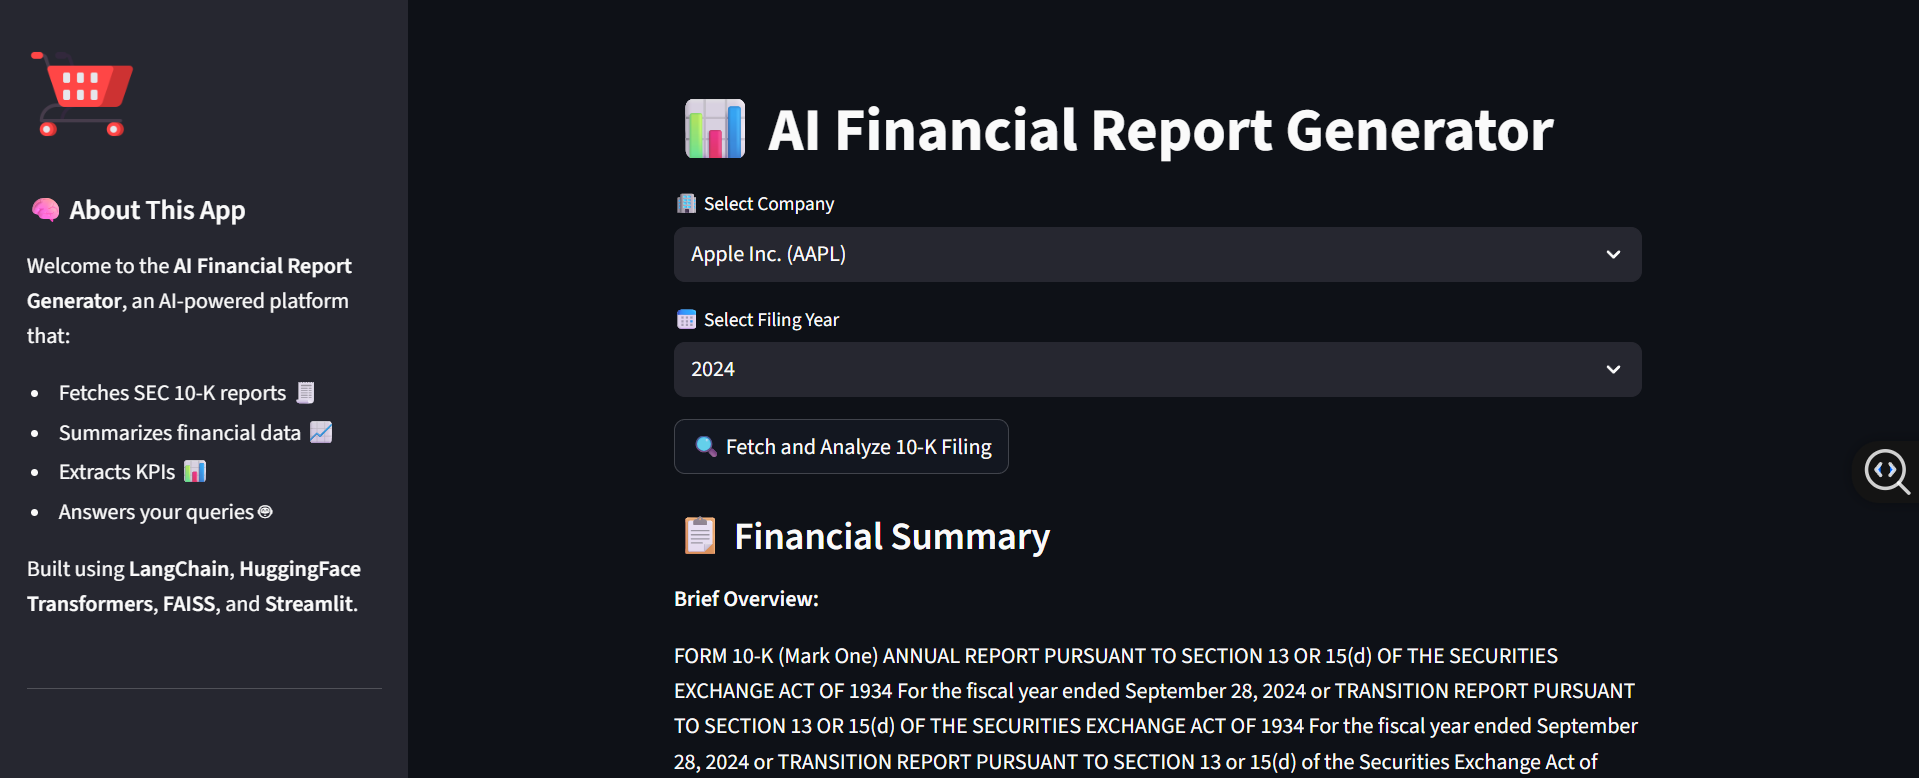 About This App
Welcome to the AI Financial Report
Generator, an AI-powered platform
that:
Fetches SEC 10-K reports
Summarizes financial data
Extracts KPIs
Answers your queries
Built using LangChain, HuggingFace
Transformers, FAISS, and Streamlit.
AI Financial Report Generator
Select Company
Apple Inc. (AAPL)
Select Filing Year
2024
Fetch and Analyze 10-K Filing
Financial Summary
Brief Overview:
FORM 10-K (Mark One) ANNUAL REPORT PURSUANT TO SECTION 13 OR 15(d) OF THE SECURITIES
EXCHANGE ACT OF 1934 For the fiscal year ended September 28, 2024 or TRANSITION REPORT PURSUANT
TO SECTION 13 OR 15(d) OF THE SECURITIES EXCHANGE ACT OF 1934 For the fiscal year ended September
28, 2024 or TRANSITION REPORT PURSUANT TO SECTION 13 or 15(d) of the Securities Exchange Act of